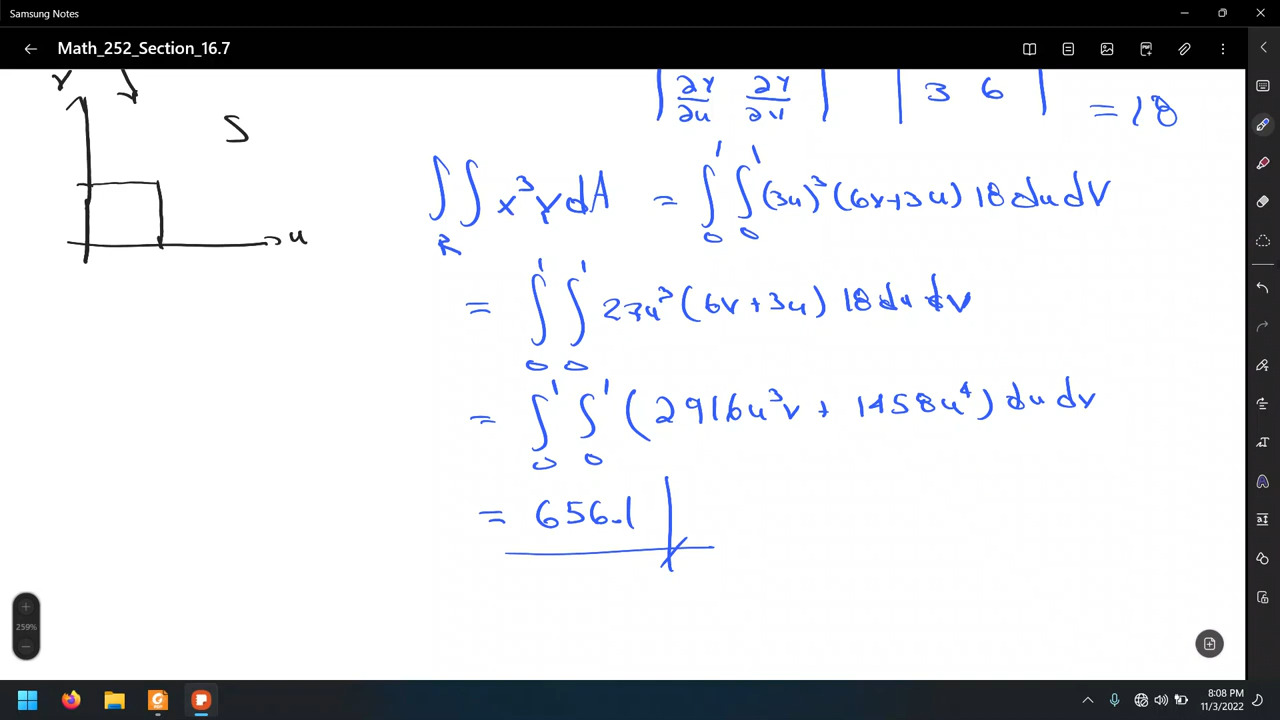 Samsung Notes
Math_252_Section_16.7
v
S
u
| ∂y/∂u ∂y/∂v | | 3 6 | = 18
∬_R x³y dA = ∫₀¹ ∫₀¹ (3u)³ (6v+3u) 18 du dv
= ∫₀¹ ∫₀¹ 27u³ (6v+3u) 18 du dv
= ∫₀¹ ∫₀¹ (2916u³v + 1458u⁴) du dv
= 656.1
259%
8:08 PM
11/3/2022